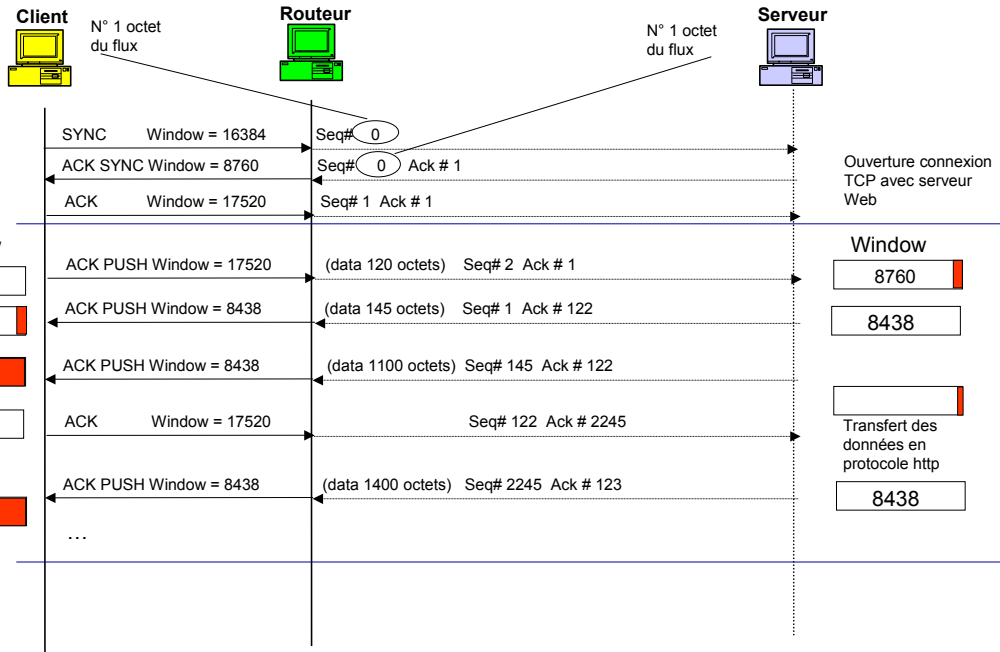 Client
Routeur
Serveur
N° 1 octet
du flux
N° 1 octet
du flux
SYNC Window = 16384 Seq# 0
ACK SYNC Window = 8760 Seq# 0 Ack # 1
ACK Window = 17520 Seq# 1 Ack # 1
Ouverture connexion
TCP avec serveur
Web
Window
ACK PUSH Window = 17520 (data 120 octets) Seq# 2 Ack # 1
8760
ACK PUSH Window = 8438 (data 145 octets) Seq# 1 Ack # 122
8438
ACK PUSH Window = 8438 (data 1100 octets) Seq# 145 Ack # 122
ACK Window = 17520 Seq# 122 Ack # 2245
Transfert des
données en
protocole http
ACK PUSH Window = 8438 (data 1400 octets) Seq# 2245 Ack # 123
8438
…